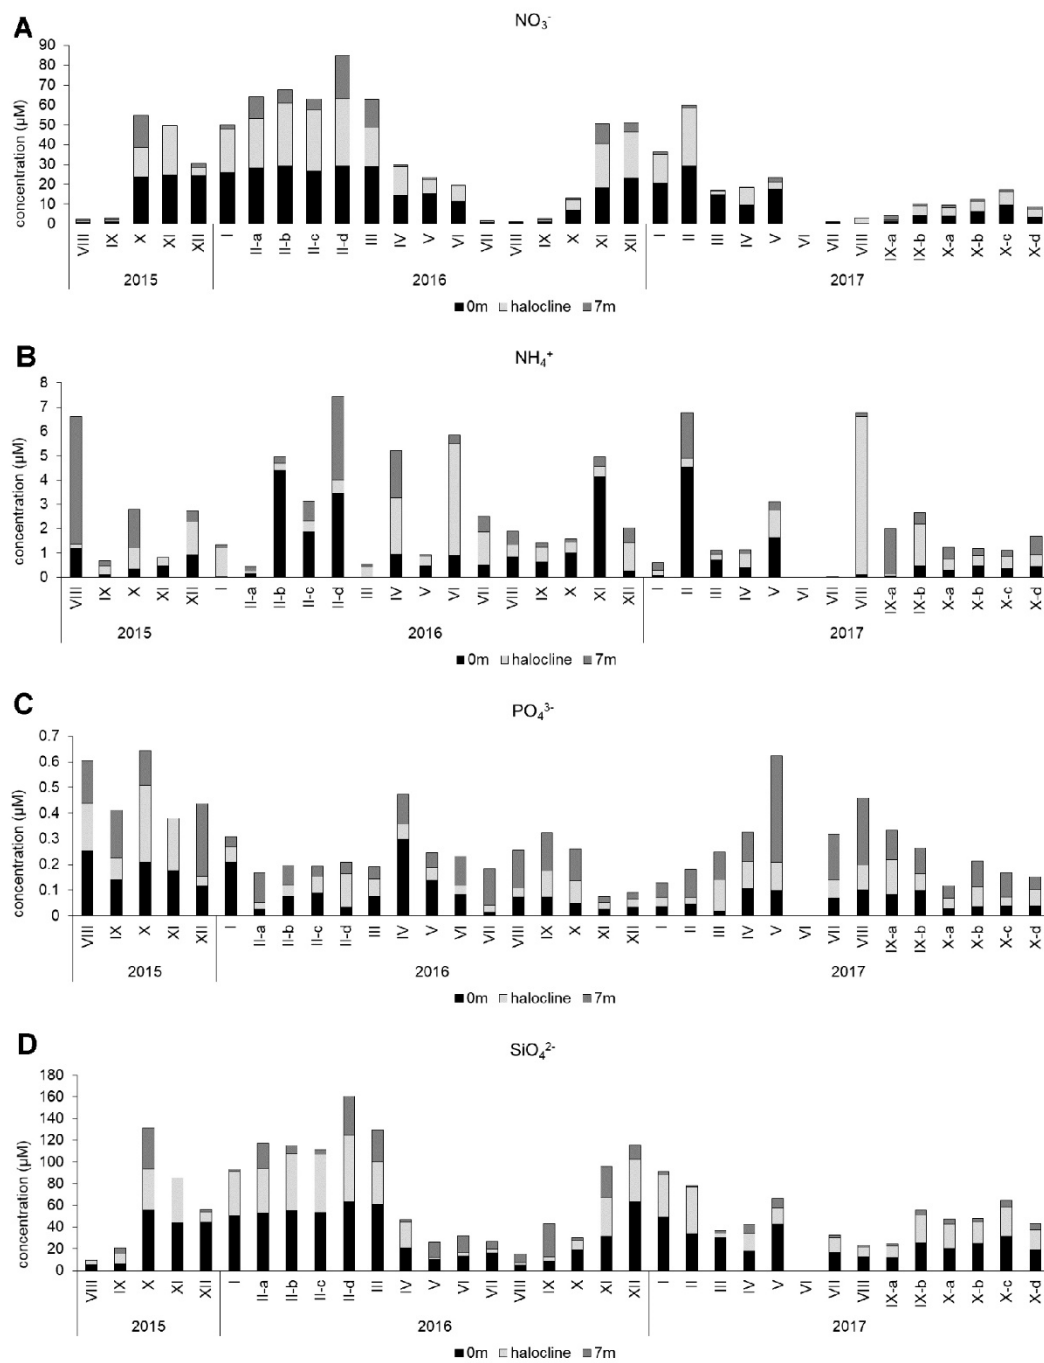 A
NO₃⁻
concentration (µM)
90
80
70
60
50
40
30
20
10
0
VIII IX X XI XII I II-a II-b II-c II-d III IV V VI VII VIII IX X XI XII I II III IV V VI VII VIII IX-a IX-b X-a X-b X-c X-d
2015 2016 2017
0m halocline 7m
B
NH₄⁺
concentration (µM)
8
7
6
5
4
3
2
1
0
VIII IX X XI XII I II-a II-b II-c II-d III IV V VI VII VIII IX X XI XII I II III IV V VI VII VIII IX-a IX-b X-a X-b X-c X-d
2015 2016 2017
0m halocline 7m
C
PO₄³⁻
concentration (µM)
0.7
0.6
0.5
0.4
0.3
0.2
0.1
0
VIII IX X XI XII I II-a II-b II-c II-d III IV V VI VII VIII IX X XI XII I II III IV V VI VII VIII IX-a IX-b X-a X-b X-c X-d
2015 2016 2017
0m halocline 7m
D
SiO₄²⁻
concentration (µM)
180
160
140
120
100
80
60
40
20
0
VIII IX X XI XII I II-a II-b II-c II-d III IV V VI VII VIII IX X XI XII I II III IV V VI VII VIII IX-a IX-b X-a X-b X-c X-d
2015 2016 2017
0m halocline 7m